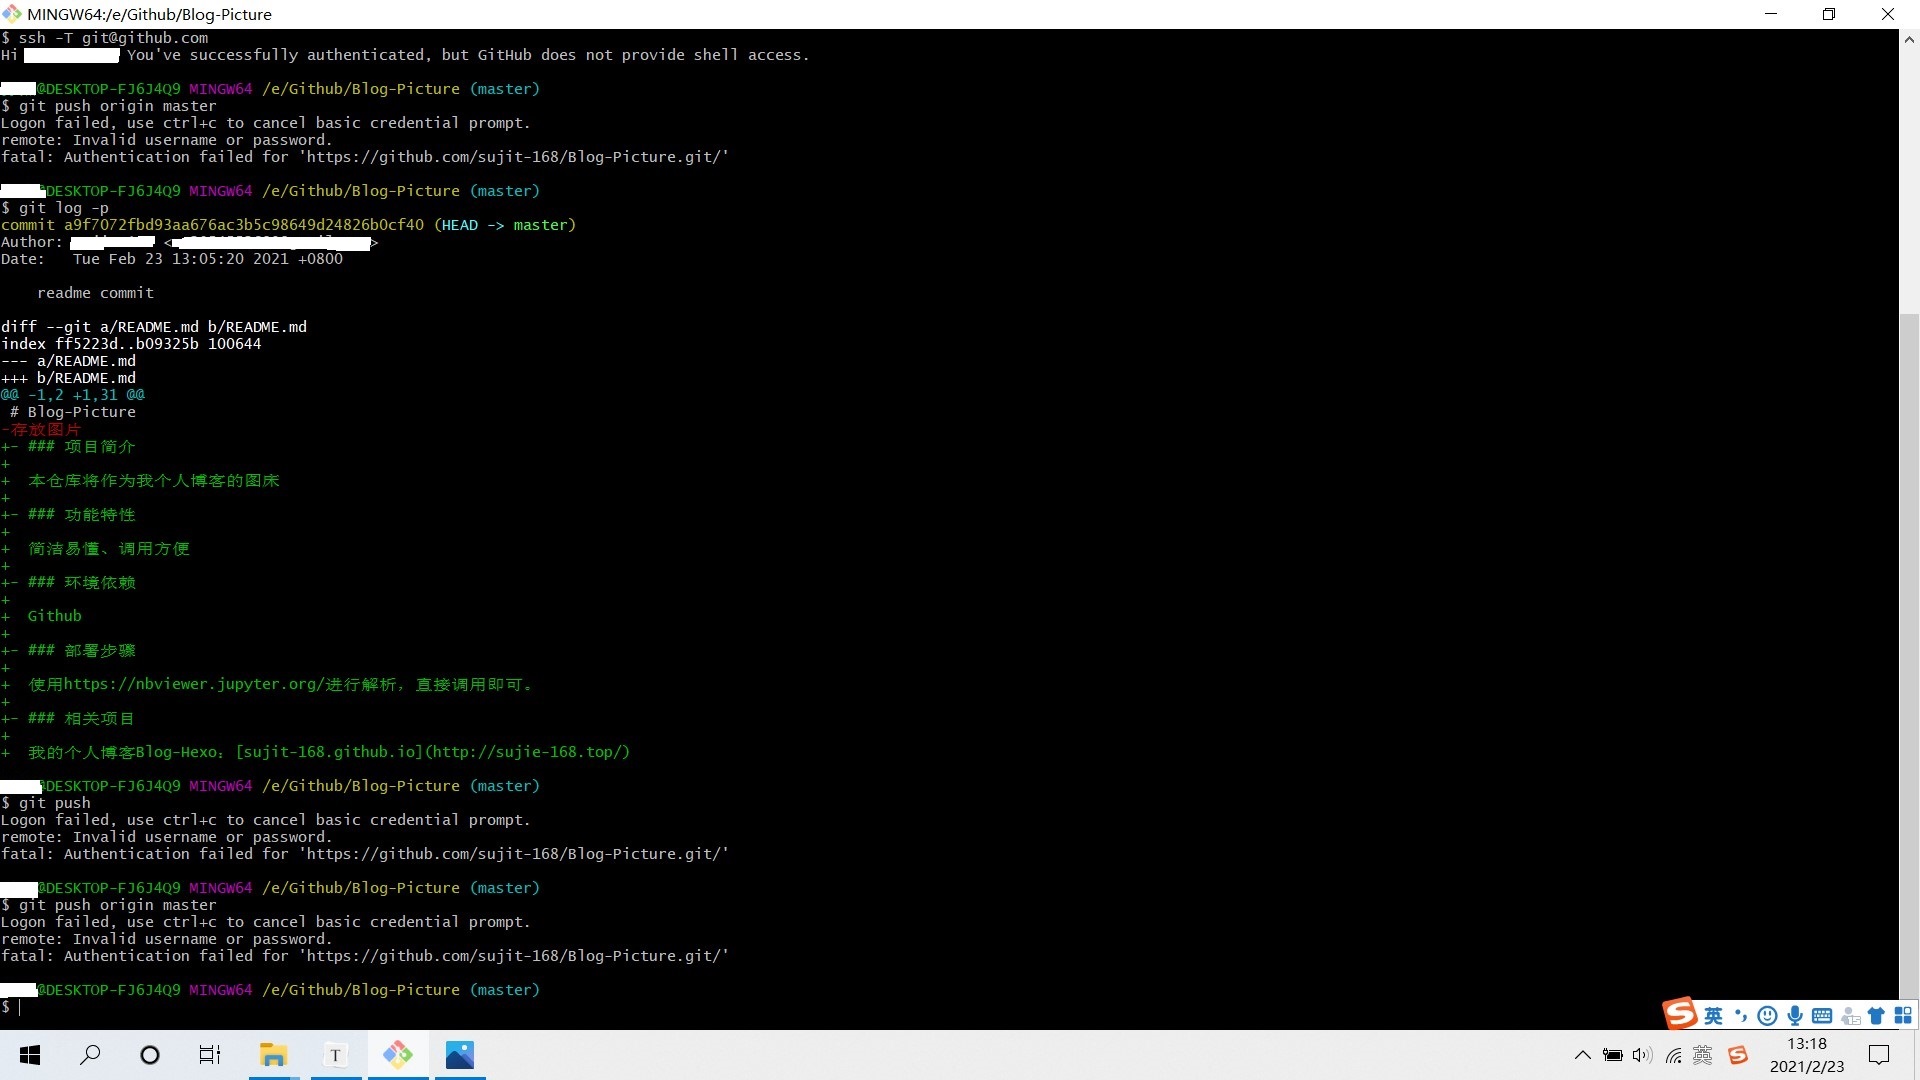 MINGW64:/e/Github/Blog-Picture
$ ssh -T git@github.com
Hi You've successfully authenticated, but GitHub does not provide shell access.
@DESKTOP-FJ6J4Q9 MINGW64 /e/Github/Blog-Picture (master)
$ git push origin master
Logon failed, use ctrl+c to cancel basic credential prompt.
remote: Invalid username or password.
fatal: Authentication failed for 'https://github.com/sujit-168/Blog-Picture.git/'
DESKTOP-FJ6J4Q9 MINGW64 /e/Github/Blog-Picture (master)
$ git log -p
commit a9f7072fbd93aa676ac3b5c98649d24826b0cf40 (HEAD -> master)
Author: < >
Date:   Tue Feb 23 13:05:20 2021 +0800
readme commit
diff --git a/README.md b/README.md
index ff5223d..b09325b 100644
--- a/README.md
+++ b/README.md
@@ -1,2 +1,31 @@
# Blog-Picture
-存放图片
+- ### 项目简介
+
+  本仓库将作为我个人博客的图床
+
+- ### 功能特性
+
+  简洁易懂、调用方便
+
+- ### 环境依赖
+
+  Github
+
+- ### 部署步骤
+
+  使用https://nbviewer.jupyter.org/进行解析，直接调用即可。
+
+- ### 相关项目
+
+  我的个人博客Blog-Hexo：[sujit-168.github.io](http://sujie-168.top/)
DESKTOP-FJ6J4Q9 MINGW64 /e/Github/Blog-Picture (master)
$ git push
Logon failed, use ctrl+c to cancel basic credential prompt.
remote: Invalid username or password.
fatal: Authentication failed for 'https://github.com/sujit-168/Blog-Picture.git/'
@DESKTOP-FJ6J4Q9 MINGW64 /e/Github/Blog-Picture (master)
$ git push origin master
Logon failed, use ctrl+c to cancel basic credential prompt.
remote: Invalid username or password.
fatal: Authentication failed for 'https://github.com/sujit-168/Blog-Picture.git/'
@DESKTOP-FJ6J4Q9 MINGW64 /e/Github/Blog-Picture (master)
$
S 英
T
英 S
13:18
2021/2/23